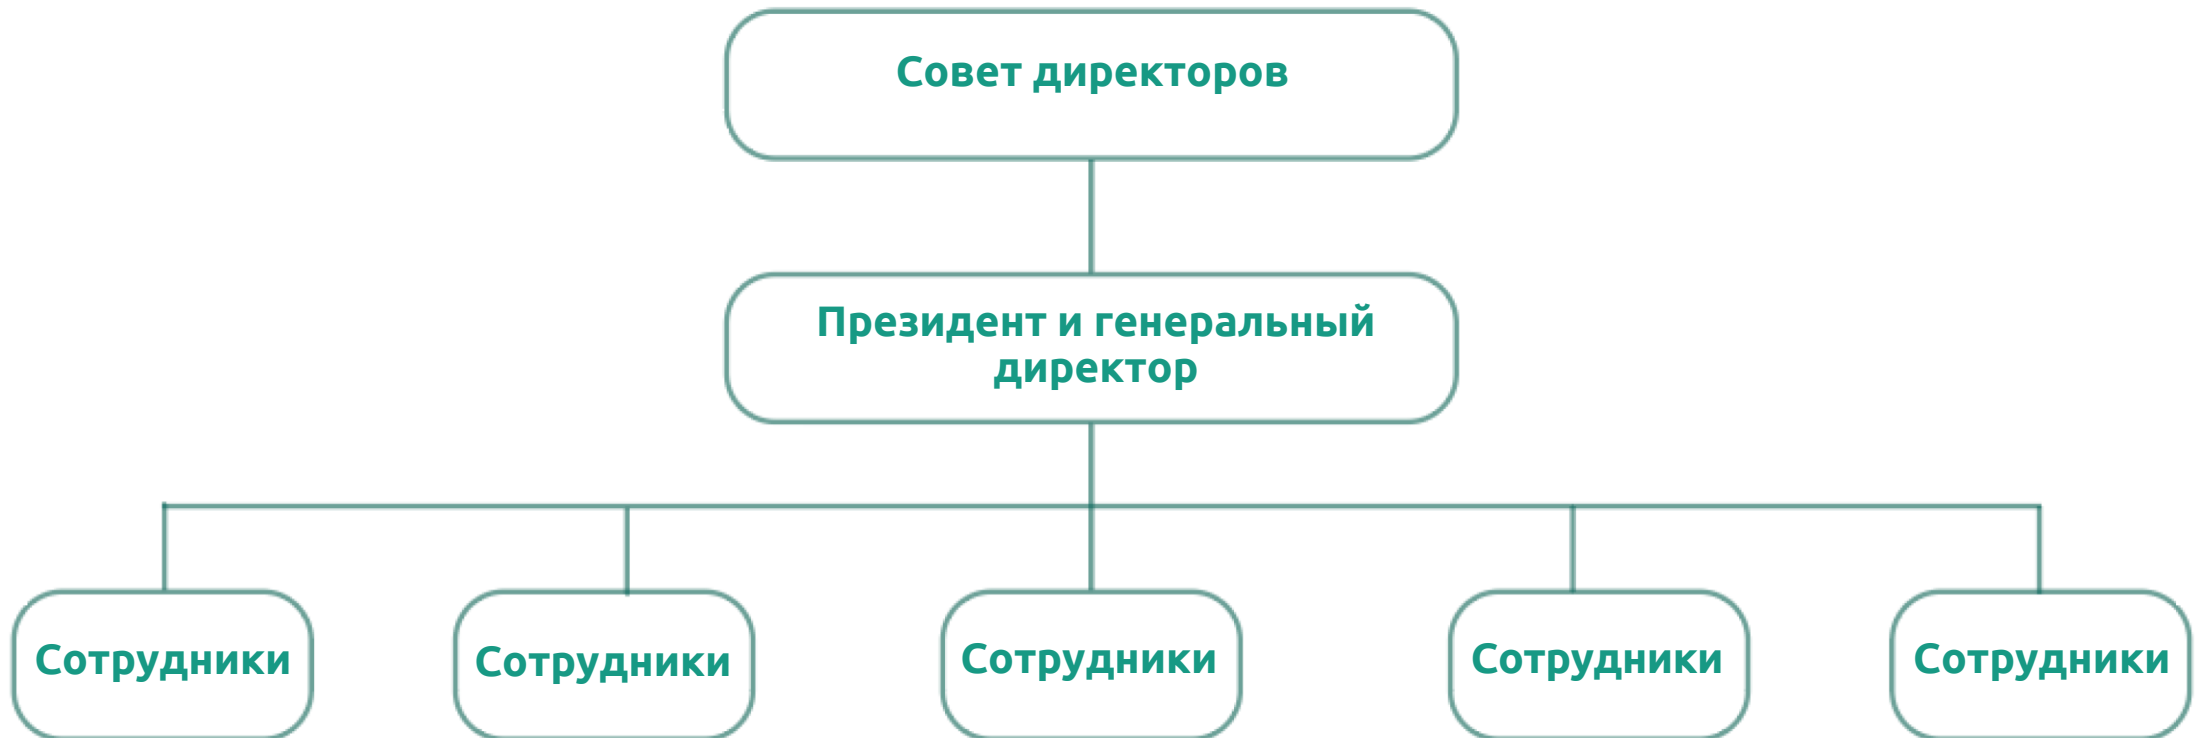 Совет директоров
Президент и генеральный
директор
Сотрудники
Сотрудники
Сотрудники
Сотрудники
Сотрудники